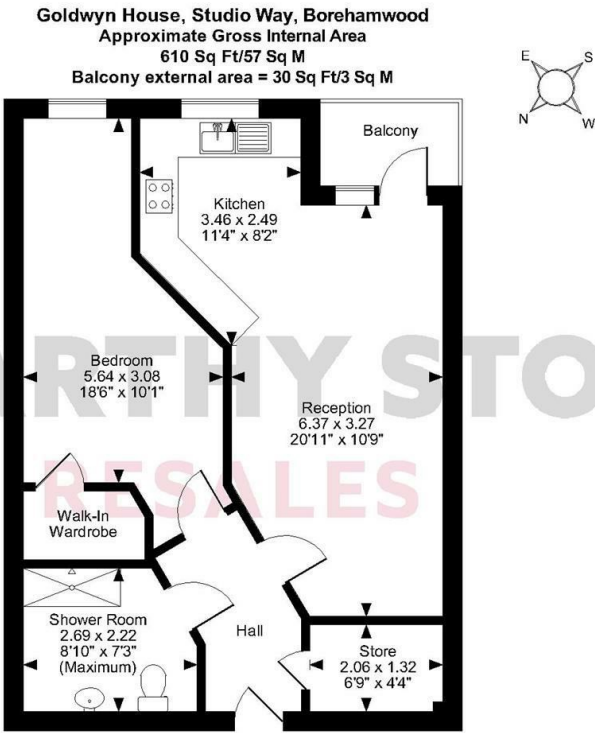 Goldwyn House, Studio Way, Borehamwood
Approximate Gross Internal Area
610 Sq Ft/57 Sq M
Balcony external area = 30 Sq Ft/3 Sq M
E
S
N
W
Balcony
Kitchen
3.46 x 2.49
11'4" x 8'2"
Bedroom
5.64 x 3.08
18'6" x 10'1"
ARTHY STO
Reception
6.37 x 3.27
20'11" x 10'9"
RESALES
Walk-In
Wardrobe
Shower Room
2.69 x 2.22
8'10" x 7'3"
(Maximum)
Hall
Store
2.06 x 1.32
6'9" x 4'4"